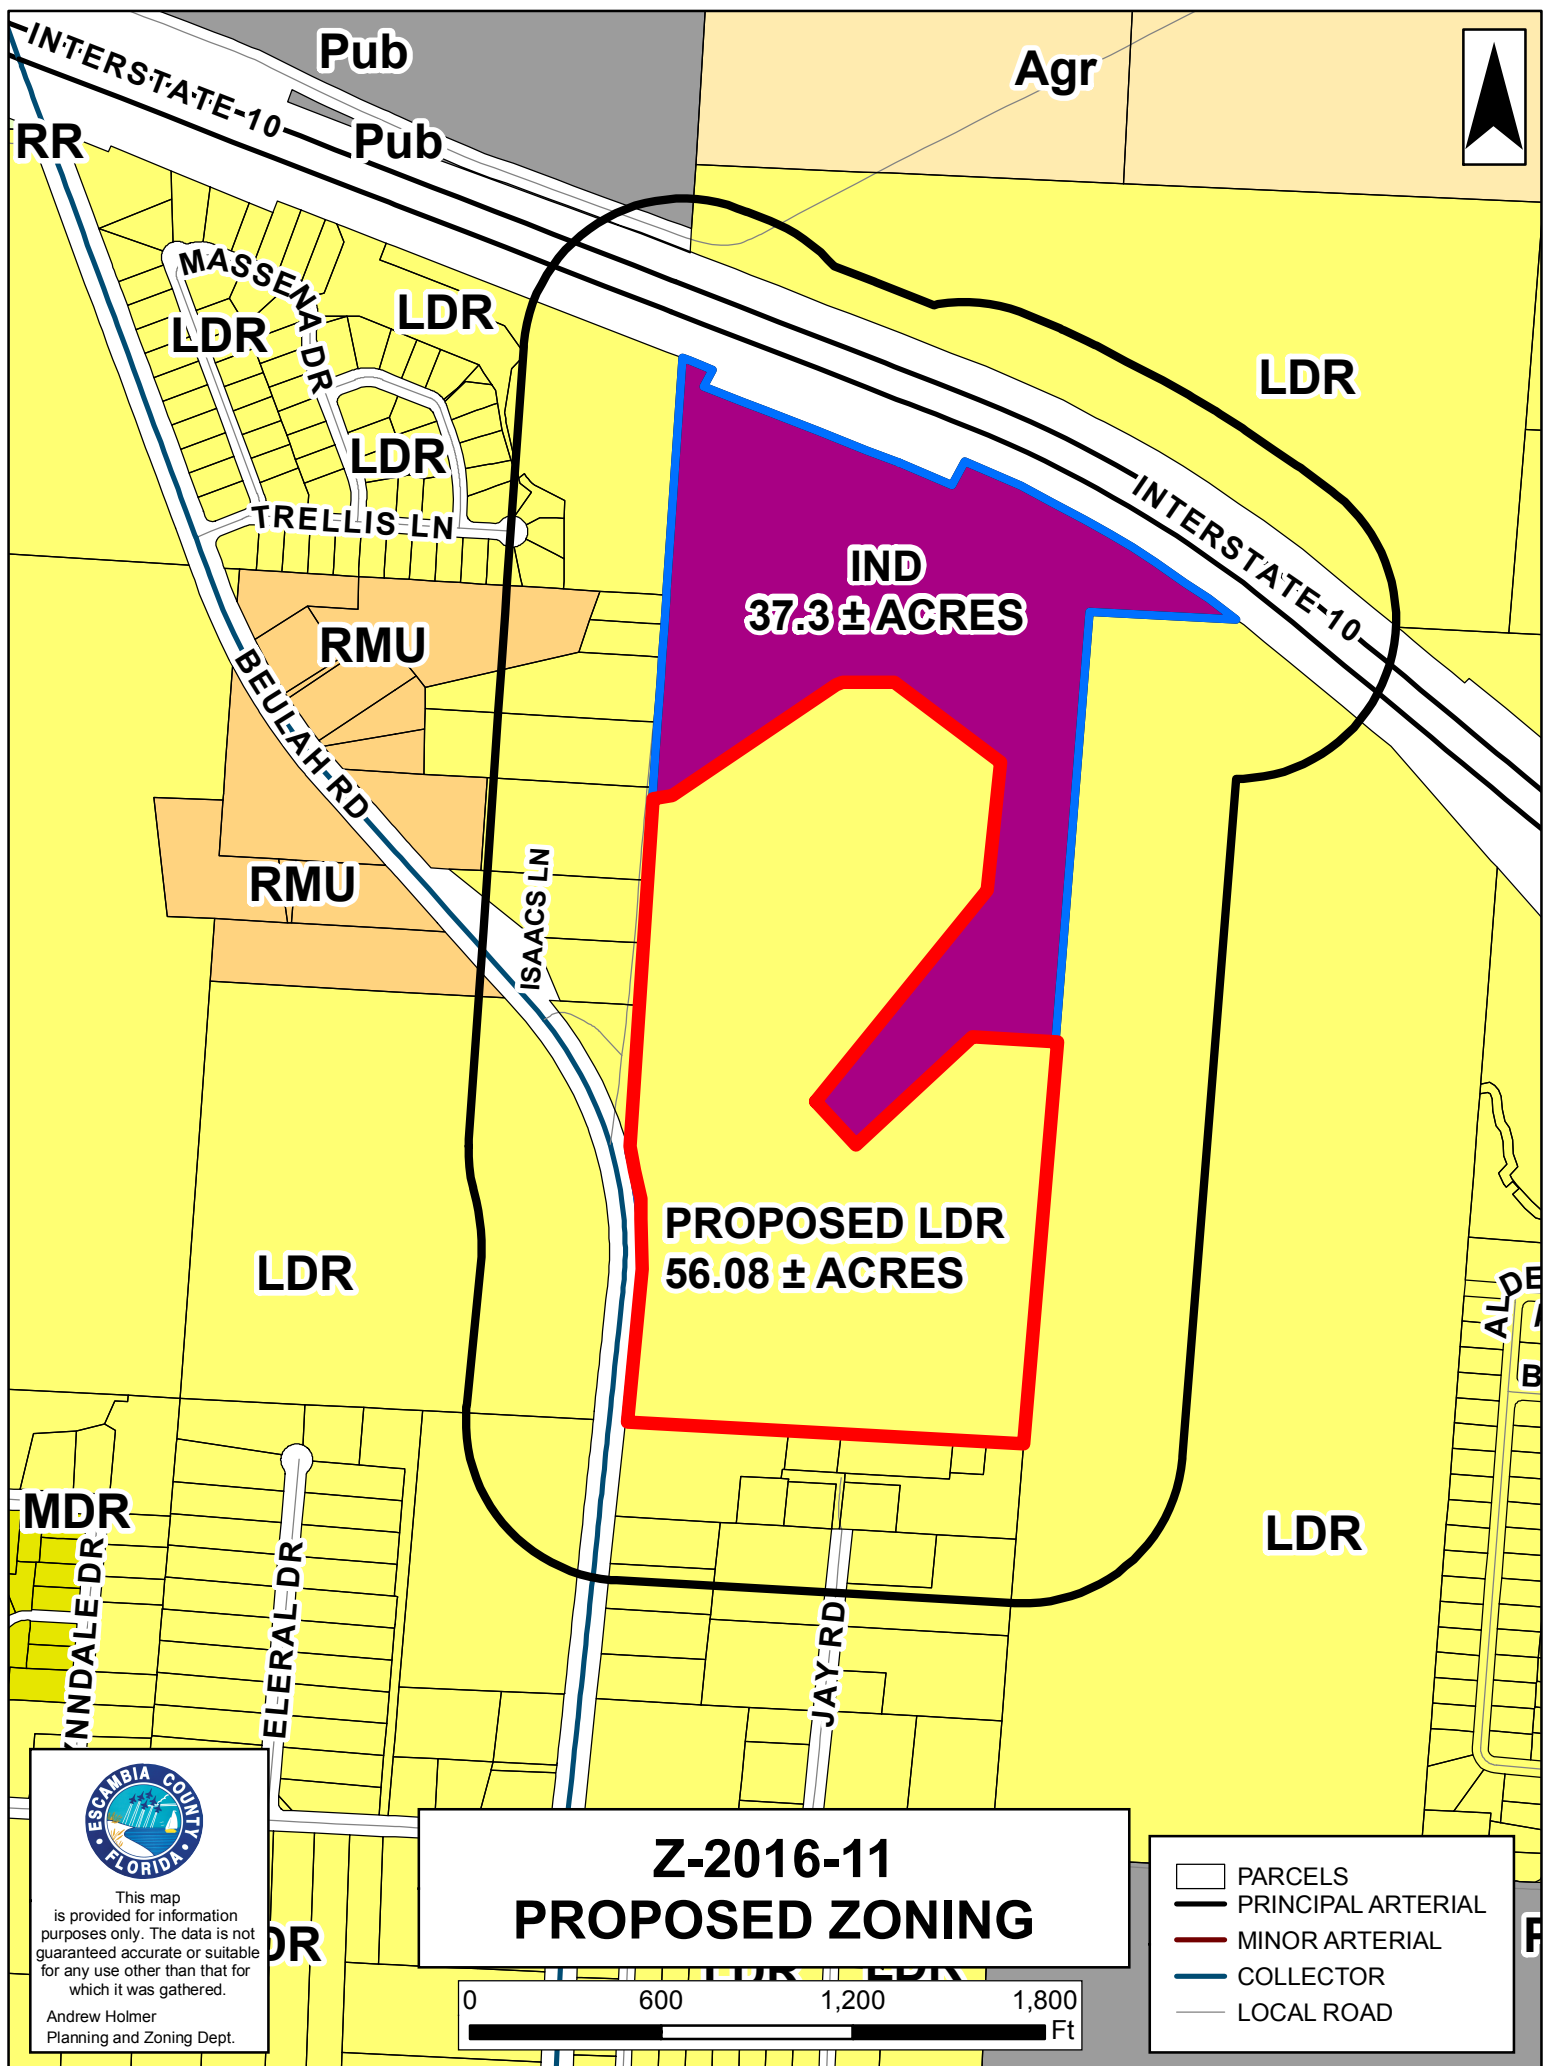 Pub
Agr
INTERSTATE-10
Pub
RR
MASSENA DR
LDR
LDR
LDR
LDR
TRELLIS LN
INTERSTATE-10
IND
37.3 ± ACRES
RMU
BEULAH RD
RMU
ISAACS LN
PROPOSED LDR
56.08 ± ACRES
LDR
MDR
LDR
ELERAL DR
JAY RD
ESCAMBIA COUNTY
FLORIDA
This map
is provided for information
purposes only. The data is not
guaranteed accurate or suitable
for any use other than that for
which it was gathered.
Andrew Holmer
Planning and Zoning Dept.
Z-2016-11
PROPOSED ZONING
LDR
LDR
0 600 1,200 1,800
Ft
PARCELS
PRINCIPAL ARTERIAL
MINOR ARTERIAL
COLLECTOR
LOCAL ROAD